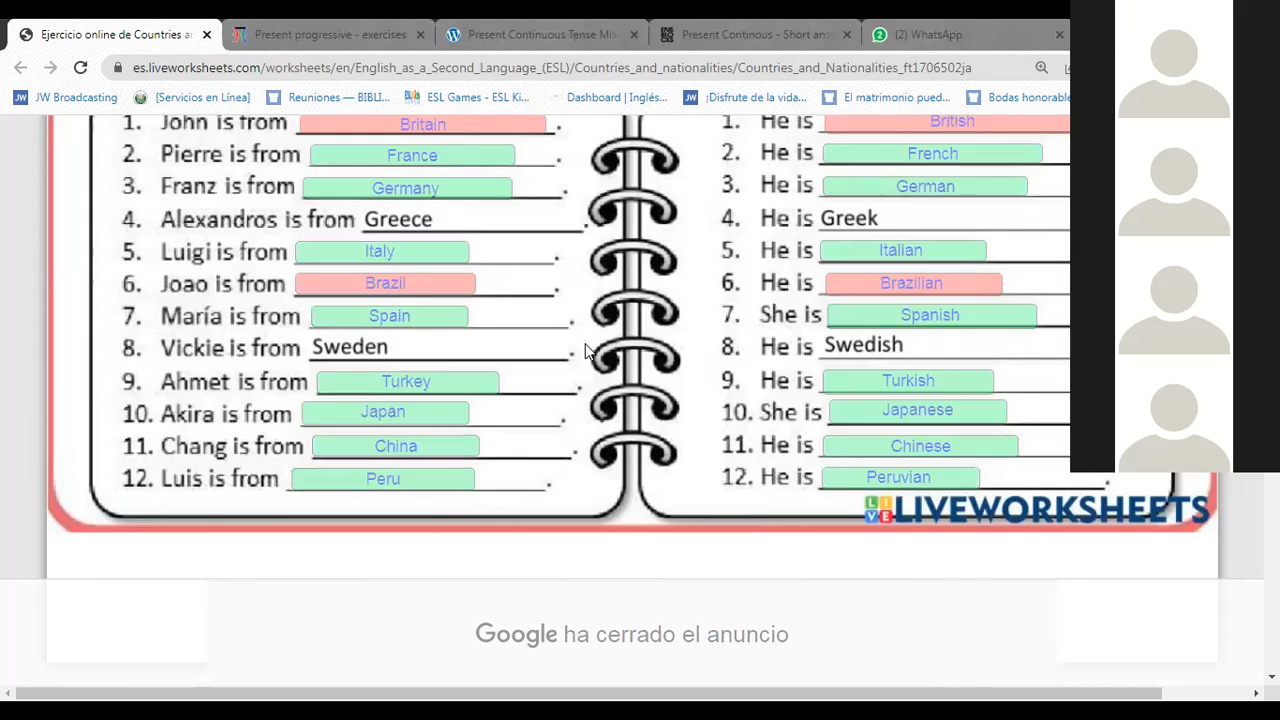 Ejercicio online de Countries ar
Present progressive - exercises
Present Continuous Tense Mix
Present Continous - Short ans
(2) WhatsApp
es.liveworksheets.com/worksheets/en/English_as_a_Second_Language_(ESL)/Countries_and_nationalities/Countries_and_Nationalities_ft1706502ja
JW Broadcasting
[Servicios en Línea]
Reuniones — BIBLI...
ESL Games - ESL Ki...
Dashboard | Inglés...
¡Disfrute de la vida...
El matrimonio pued...
Bodas honorable
1. John is from Britain.
2. Pierre is from France.
3. Franz is from Germany.
4. Alexandros is from Greece.
5. Luigi is from Italy.
6. Joao is from Brazil.
7. María is from Spain.
8. Vickie is from Sweden.
9. Ahmet is from Turkey.
10. Akira is from Japan.
11. Chang is from China.
12. Luis is from Peru.
1. He is British
2. He is French
3. He is German
4. He is Greek
5. He is Italian
6. He is Brazilian
7. She is Spanish
8. He is Swedish
9. He is Turkish
10. She is Japanese
11. He is Chinese
12. He is Peruvian.
LIVE LIVEWORKSHEETS
Google ha cerrado el anuncio